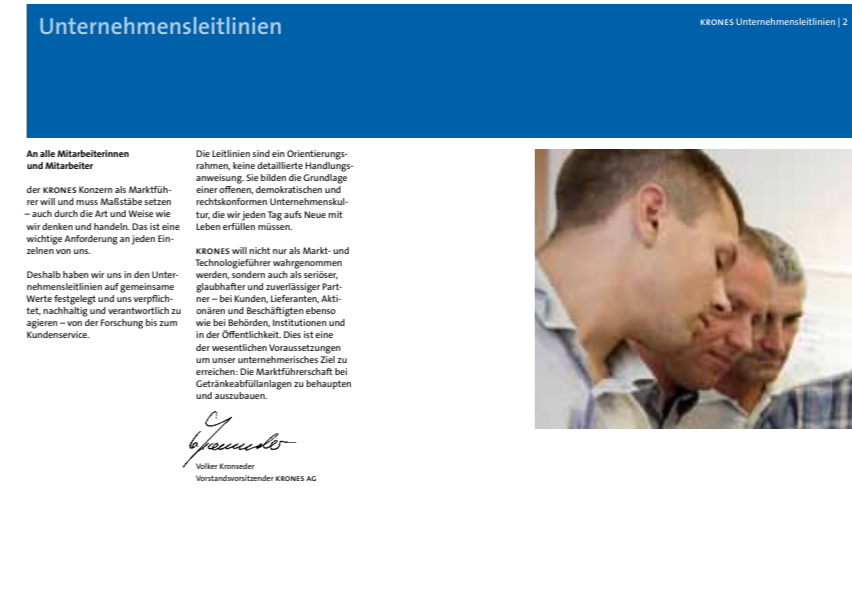 Unternehmensleitlinien
KRONES Unternehmensleitlinien | 2
An alle Mitarbeiterinnen
und Mitarbeiter
der KRONES Konzern als Marktfüh-
rer will und muss Maßstäbe setzen
– auch durch die Art und Weise wie
wir denken und handeln. Das ist eine
wichtige Anforderung an jeden Ein-
zelnen von uns.
Deshalb haben wir uns in den Unter-
nehmensleitlinien auf gemeinsame
Werte festgelegt und uns verpflich-
tet, nachhaltig und verantwortlich zu
agieren – von der Forschung bis zum
Kundenservice.
Die Leitlinien sind ein Orientierungs-
rahmen, keine detaillierte Handlungs-
anweisung. Sie bilden die Grundlage
einer offenen, demokratischen und
rechtskonformen Unternehmenskul-
tur, die wir jeden Tag aufs Neue mit
Leben erfüllen müssen.
KRONES will nicht nur als Markt- und
Technologieführer wahrgenommen
werden, sondern auch als seriöser,
glaubhafter und zuverlässiger Part-
ner – bei Kunden, Lieferanten, Akti-
onären und Beschäftigten ebenso
wie bei Behörden, Institutionen und
in der Öffentlichkeit. Dies ist eine
der wesentlichen Voraussetzungen
um unser unternehmerisches Ziel zu
erreichen: Die Marktführerschaft bei
Getränkeabfüllanlagen zu behaupten
und auszubauen.
Volker Kronseder
Vorstandsvorsitzender KRONES AG